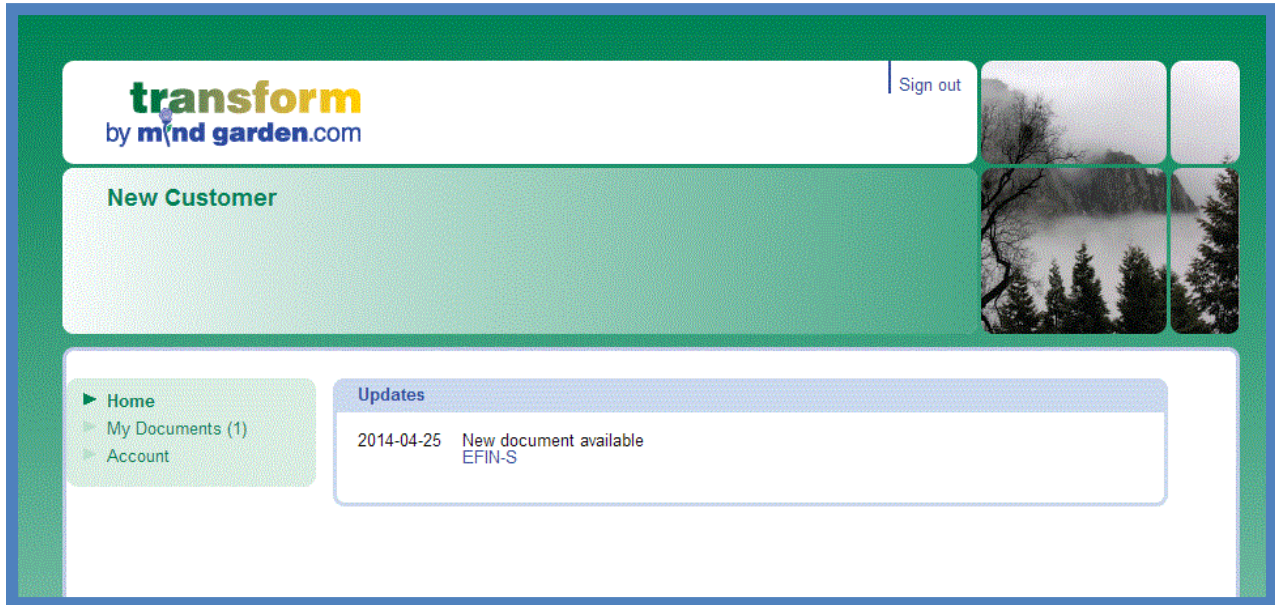 transform
by mind garden.com
Sign out
New Customer
Home
My Documents (1)
Account
Updates
2014-04-25 New document available
EFIN-S